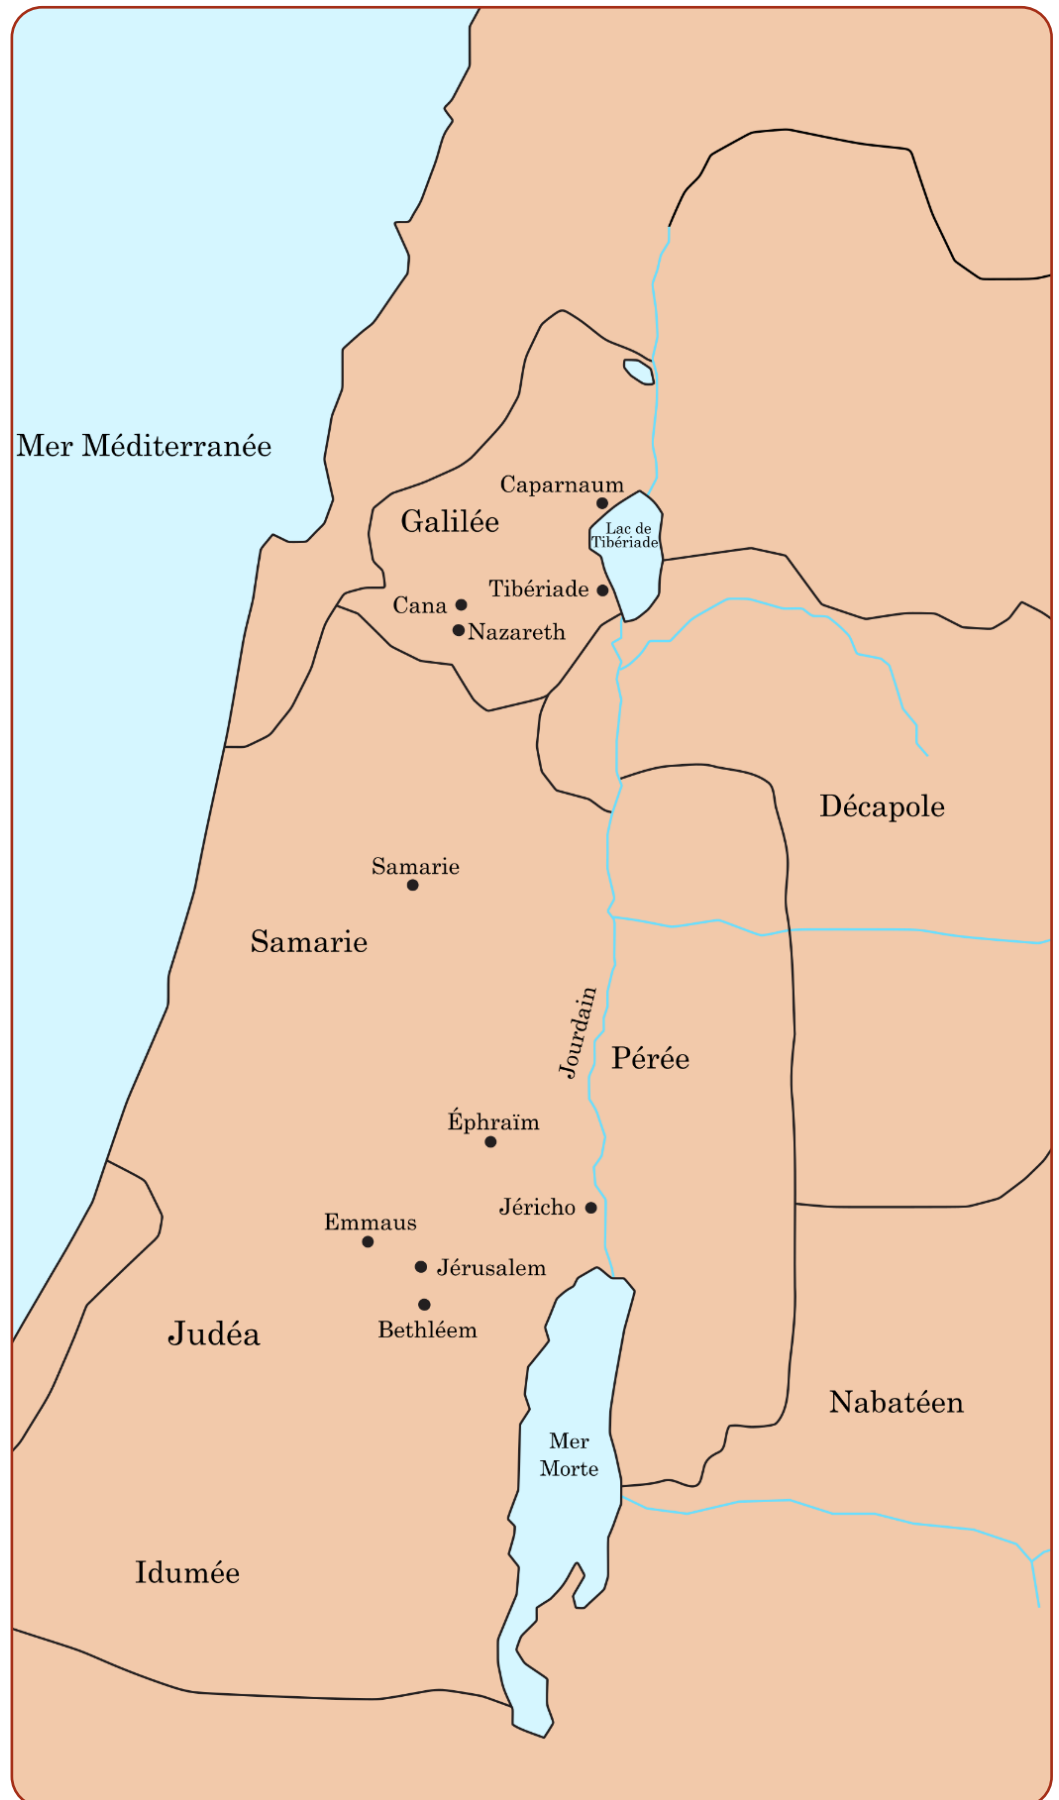 Mer Méditerranée
Caparnaum
Galilée
Lac de
Tibériade
Tibériade
Cana
Nazareth
Décapole
Samarie
Samarie
Jourdain
Pérée
Éphraïm
Jéricho
Emmaus
Jérusalem
Bethléem
Judéa
Nabatéen
Mer
Morte
Idumée